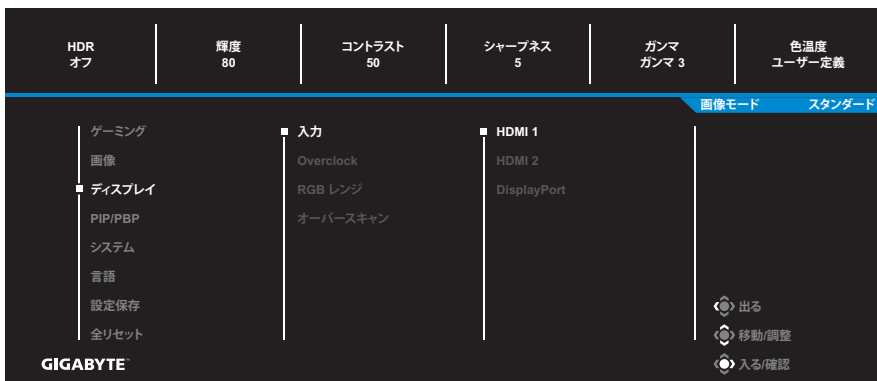 HDR
オフ
輝度
80
コントラスト
50
シャープネス
5
ガンマ
ガンマ 3
色温度
ユーザー定義
画像モード スタンダード
ゲーミング
画像
ディスプレイ
PIP/PBP
システム
言語
設定保存
全リセット
入力
Overclock
RGB レンジ
オーバースキャン
HDMI 1
HDMI 2
DisplayPort
出る
移動/調整
入る/確認
GIGABYTE™